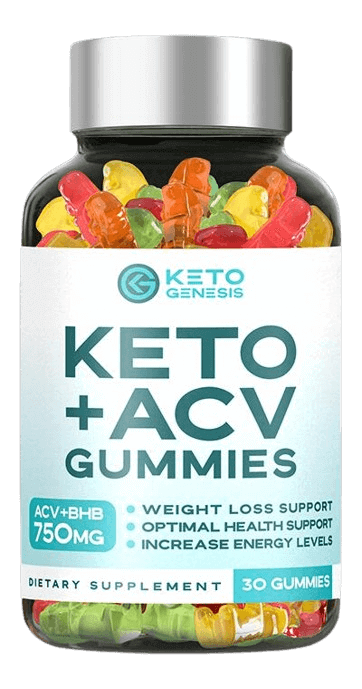 KETO
GENESIS
KETO
+ACV
GUMMIES
ACV+BHB
750MG
• WEIGHT LOSS SUPPORT
• OPTIMAL HEALTH SUPPORT
• INCREASE ENERGY LEVELS
DIETARY SUPPLEMENT
30 GUMMIES